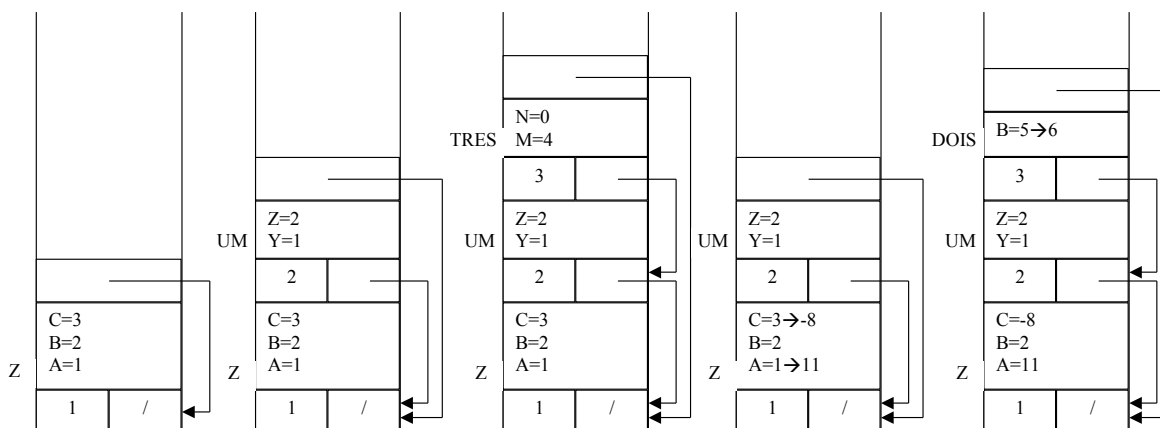 C=3
B=2
Z A=1
1 /
Z=2
UM Y=1
2
C=3
B=2
Z A=1
1 /
N=0
TRES M=4
3
Z=2
UM Y=1
2
C=3
B=2
Z A=1
1 /
Z=2
UM Y=1
2
C=3→-8
B=2
Z A=1→11
1 /
DOIS B=5→6
3
Z=2
UM Y=1
2
C=-8
B=2
Z A=11
1 /